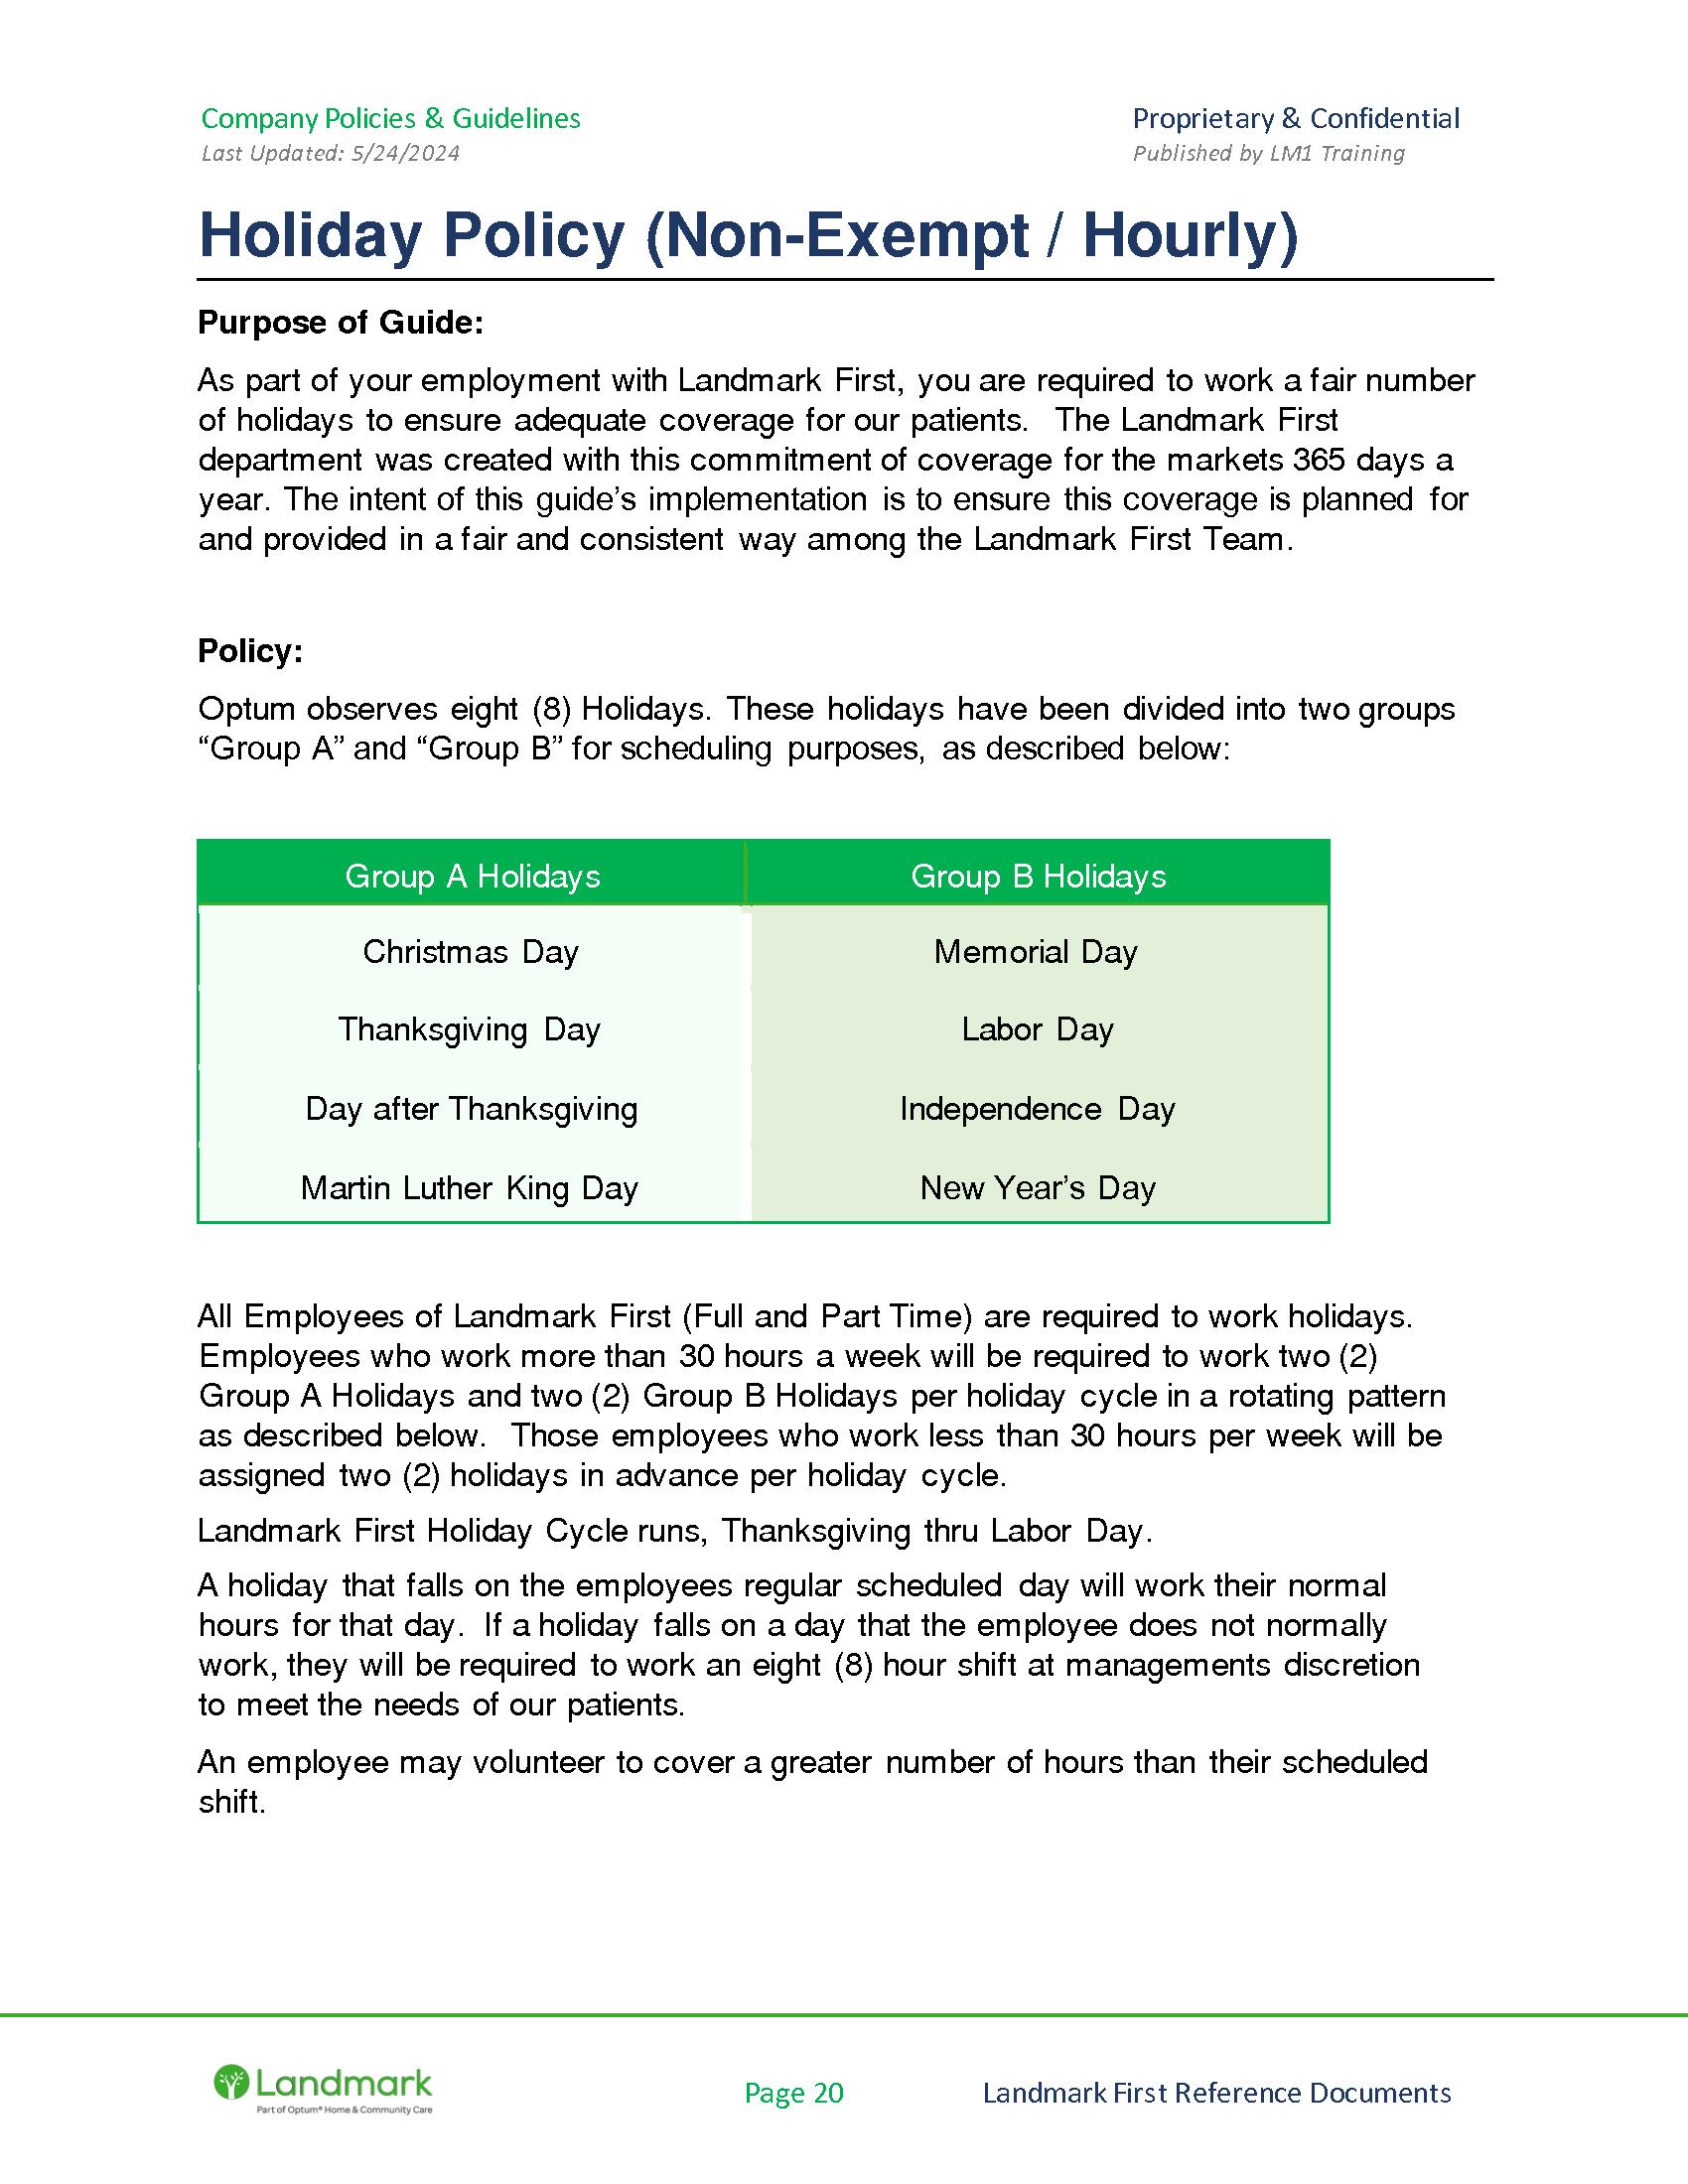 Company Policies & Guidelines
Proprietary & Confidential
Last Updated: 5/24/2024
Published by LM1 Training
Holiday Policy (Non-Exempt / Hourly)
Purpose of Guide:
As part of your employment with Landmark First, you are required to work a fair number
of holidays to ensure adequate coverage for our patients. The Landmark First
department was created with this commitment of coverage for the markets 365 days a
year. The intent of this guide’s implementation is to ensure this coverage is planned for
and provided in a fair and consistent way among the Landmark First Team.
Policy:
Optum observes eight (8) Holidays. These holidays have been divided into two groups
“Group A” and “Group B” for scheduling purposes, as described below:
Group A Holidays
Group B Holidays
Christmas Day
Memorial Day
Thanksgiving Day
Labor Day
Day after Thanksgiving
Independence Day
Martin Luther King Day
New Year’s Day
All Employees of Landmark First (Full and Part Time) are required to work holidays.
Employees who work more than 30 hours a week will be required to work two (2)
Group A Holidays and two (2) Group B Holidays per holiday cycle in a rotating pattern
as described below. Those employees who work less than 30 hours per week will be
assigned two (2) holidays in advance per holiday cycle.
Landmark First Holiday Cycle runs, Thanksgiving thru Labor Day.
A holiday that falls on the employees regular scheduled day will work their normal
hours for that day. If a holiday falls on a day that the employee does not normally
work, they will be required to work an eight (8) hour shift at managements discretion
to meet the needs of our patients.
An employee may volunteer to cover a greater number of hours than their scheduled
shift.
Landmark
Part of Optum® Home & Community Care
Page 20
Landmark First Reference Documents